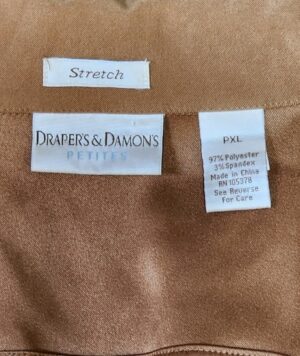 Stretch
DRAPER'S & DAMON'S
PETITES
PXL
97% Polyester
3% Spandex
Made in China
RN 105378
See Reverse
For Care